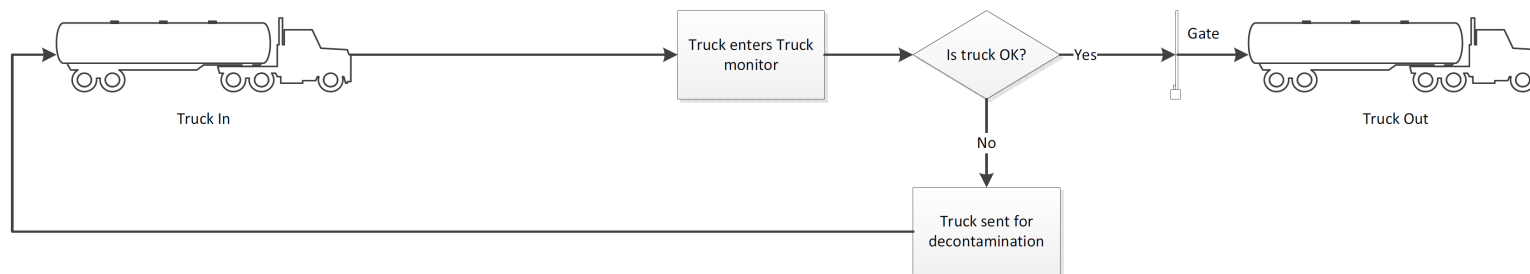 Truck enters Truck
monitor
Is truck OK?
Yes
Gate
Truck In
Truck Out
No
Truck sent for
decontamination